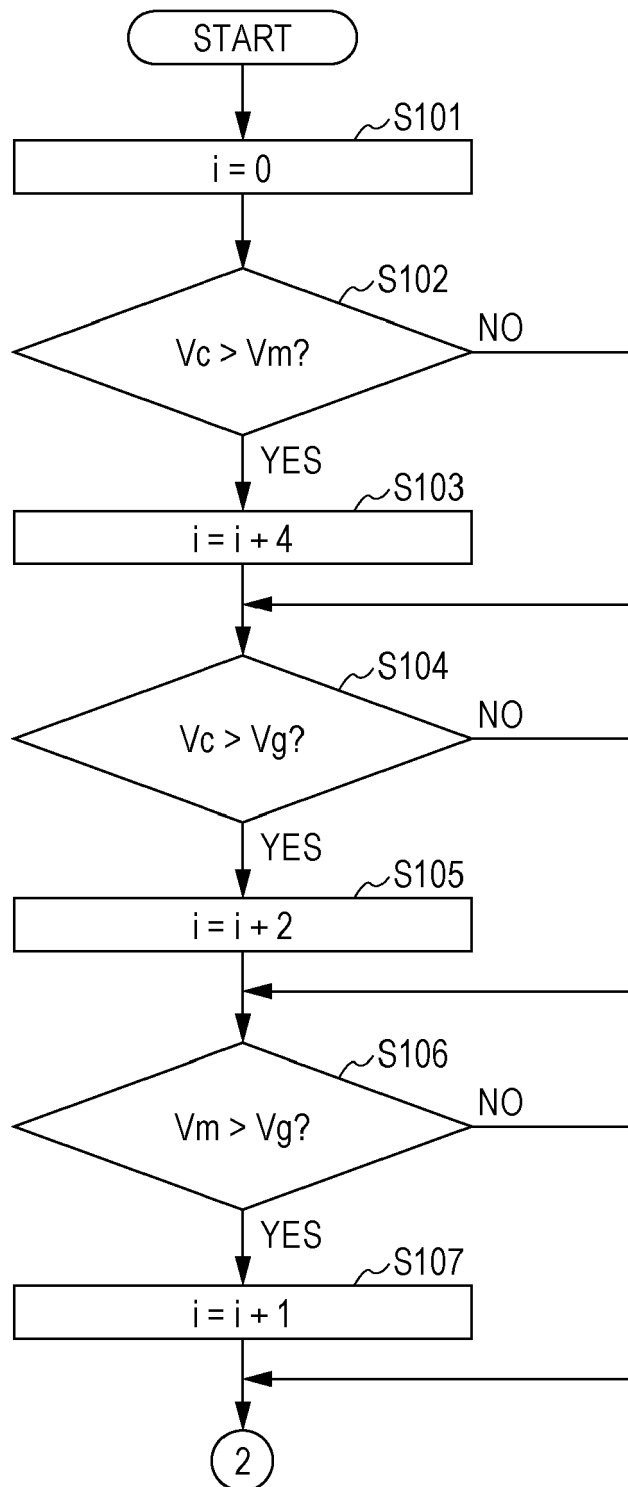 START
S101
i = 0
S102
Vc > Vm?
NO
YES
S103
i = i + 4
S104
Vc > Vg?
NO
YES
S105
i = i + 2
S106
Vm > Vg?
NO
YES
S107
i = i + 1
2